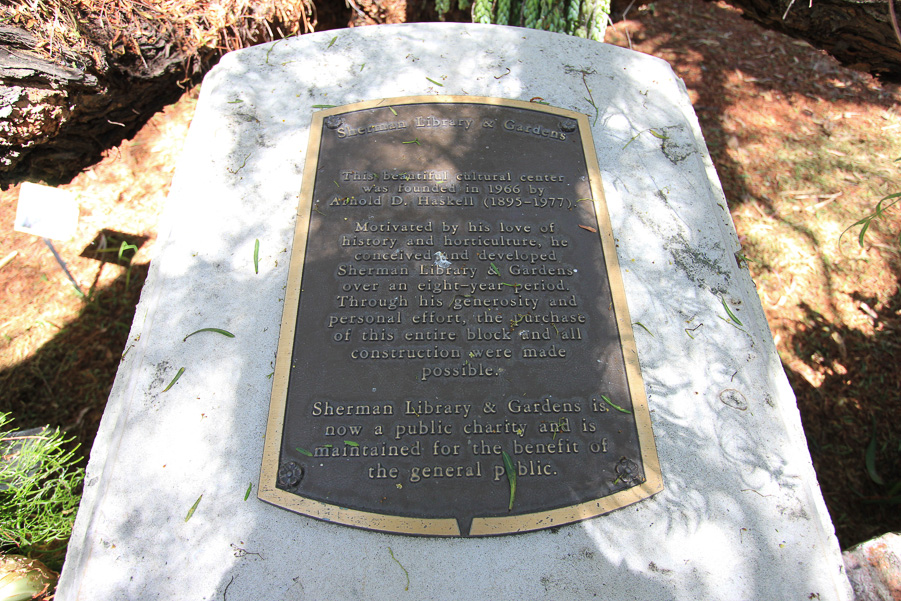 Sherman Library & Gardens
This beautiful cultural center
was founded in 1966 by
Arnold D. Haskell (1895-1977).
Motivated by his love of
history and horticulture, he
conceived and developed
Sherman Library & Gardens
over an eight-year period.
Through his generosity and
personal effort, the purchase
of this entire block and all
construction were made
possible.
Sherman Library & Gardens is
now a public charity and is
maintained for the benefit of
the general public.